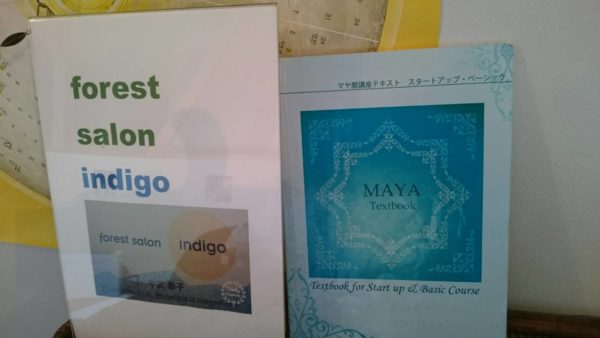 forest
salon
indigo
forest salon indigo
マヤ暦講座テキスト スタートアップ・ベーシック
MAYA
Textbook
Textbook for Start up & Basic Course